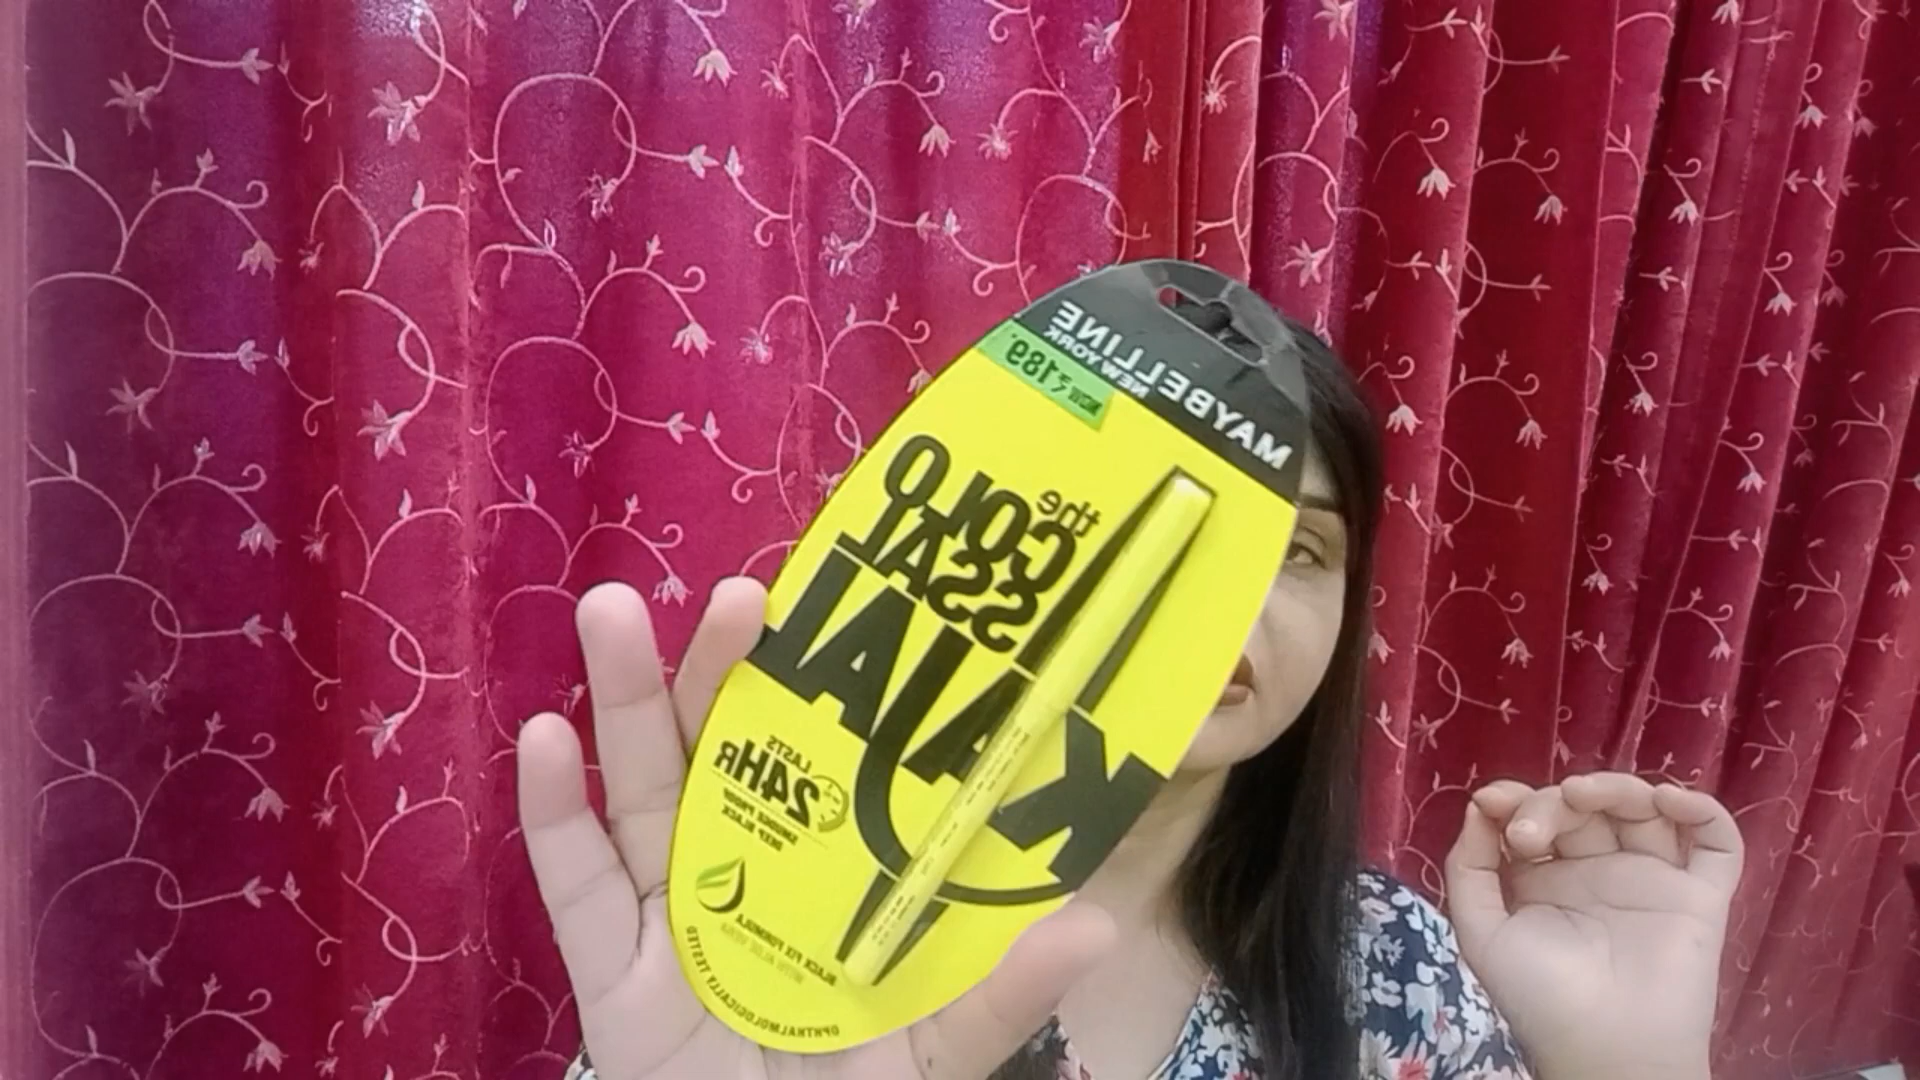 MAYBELLINE
NEW YORK
NOW ₹189*
the
COLO
SSAL
KAJAL
LASTS
24HR
SMUDGE PROOF
DEEP BLACK
BLACK FIX FORMULA
WITH ALOE VERA
OPHTHALMOLOGICALLY TESTED